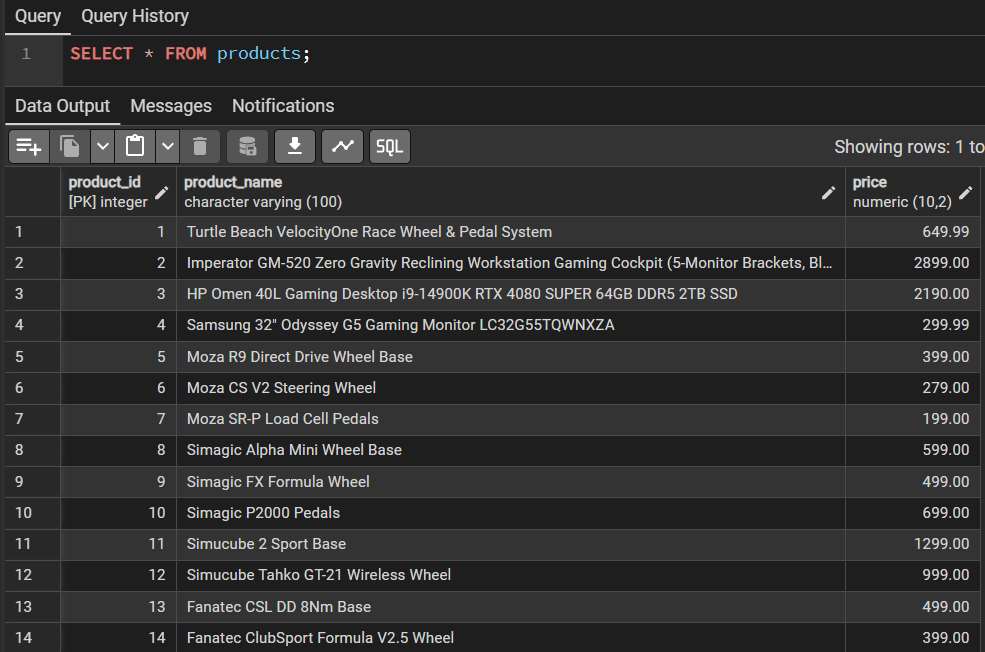 Query Query History
1 SELECT * FROM products;
Data Output Messages Notifications
SQL Showing rows: 1 to
product_id product_name price
[PK] integer character varying (100) numeric (10,2)
1 1 Turtle Beach VelocityOne Race Wheel & Pedal System 649.99
2 2 Imperator GM-520 Zero Gravity Reclining Workstation Gaming Cockpit (5-Monitor Brackets, Bl... 2899.00
3 3 HP Omen 40L Gaming Desktop i9-14900K RTX 4080 SUPER 64GB DDR5 2TB SSD 2190.00
4 4 Samsung 32" Odyssey G5 Gaming Monitor LC32G55TQWNXZA 299.99
5 5 Moza R9 Direct Drive Wheel Base 399.00
6 6 Moza CS V2 Steering Wheel 279.00
7 7 Moza SR-P Load Cell Pedals 199.00
8 8 Simagic Alpha Mini Wheel Base 599.00
9 9 Simagic FX Formula Wheel 499.00
10 10 Simagic P2000 Pedals 699.00
11 11 Simucube 2 Sport Base 1299.00
12 12 Simucube Tahko GT-21 Wireless Wheel 999.00
13 13 Fanatec CSL DD 8Nm Base 499.00
14 14 Fanatec ClubSport Formula V2.5 Wheel 399.00